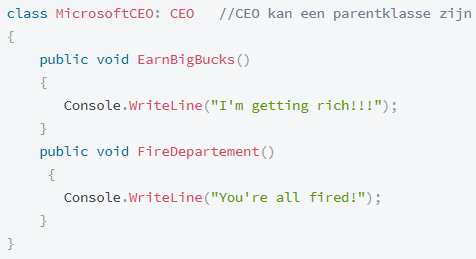 class MicrosoftCEO: CEO   //CEO kan een parentklasse zijn
{
    public void EarnBigBucks()
    {
       Console.WriteLine("I'm getting rich!!!");
    }
    public void FireDepartement()
     {
       Console.WriteLine("You're all fired!");
    }
}